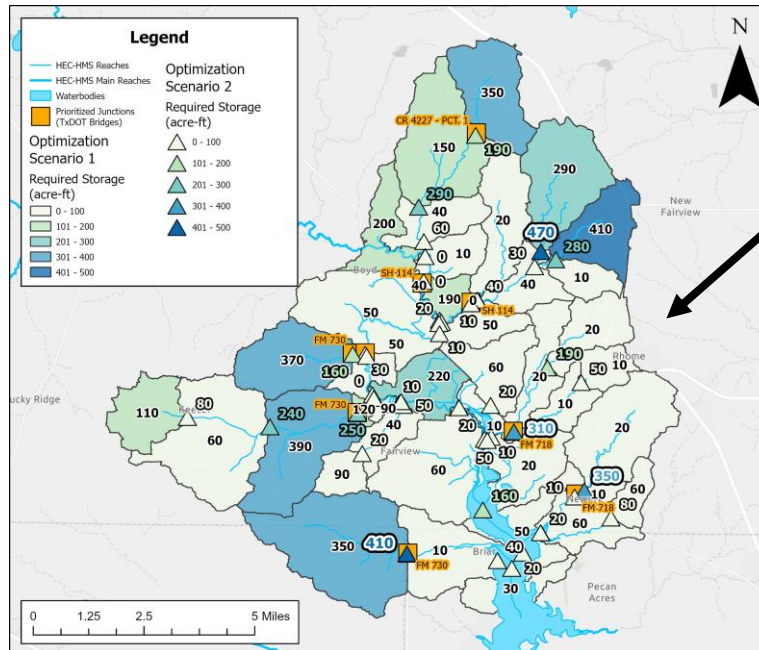 Legend
HEC-HMS Reaches
HEC-HMS Main Reaches
Waterbodies
Prioritized Junctions
(TxDOT Bridges)
Optimization
Scenario 1
Required Storage
(acre-ft)
0 - 100
101 - 200
201 - 300
301 - 400
401 - 500
Optimization
Scenario 2
Required Storage
(acre-ft)
0 - 100
101 - 200
201 - 300
301 - 400
401 - 500
N
350
CR 4227 - PCT. 1
150
190
290
290
40
20
New
Fairview
410
200
60
470
280
10
30
0
Boyd
SH-114
40
0
190
0
40
40
10
20
SH-114
50
10
50
20
50
10
Rhome
FM 730
370
160
30
0
220
60
190
20
50
10
10
110
80
Keeter
60
240
FM 730
120
90
10
50
250
390
40
20
20
10
310
FM 718
20
Fairview
20
50
10
20
90
60
350
10
10
60
80
FM 718
160
60
20
50
350
410
10
FM 730
Briar
40
20
30
Pecan
Acres
0
1.25
2.5
5 Miles